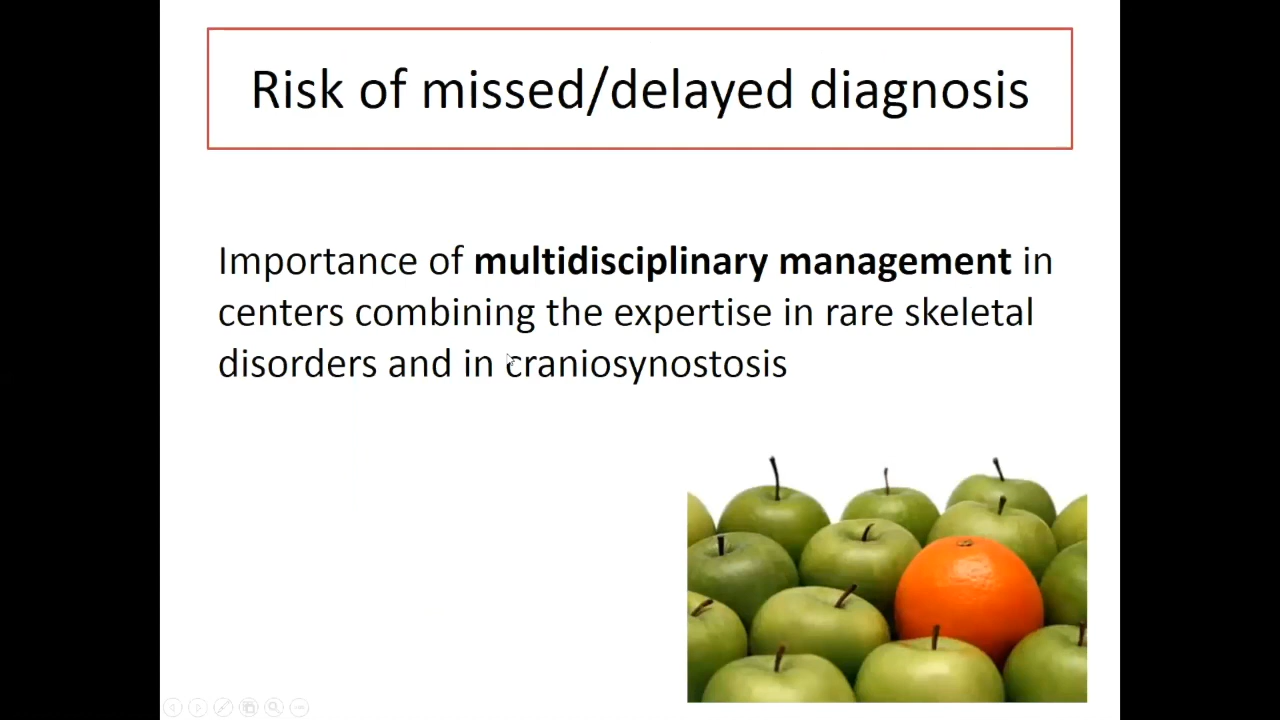 Risk of missed/delayed diagnosis
Importance of multidisciplinary management in
centers combining the expertise in rare skeletal
disorders and in craniosynostosis